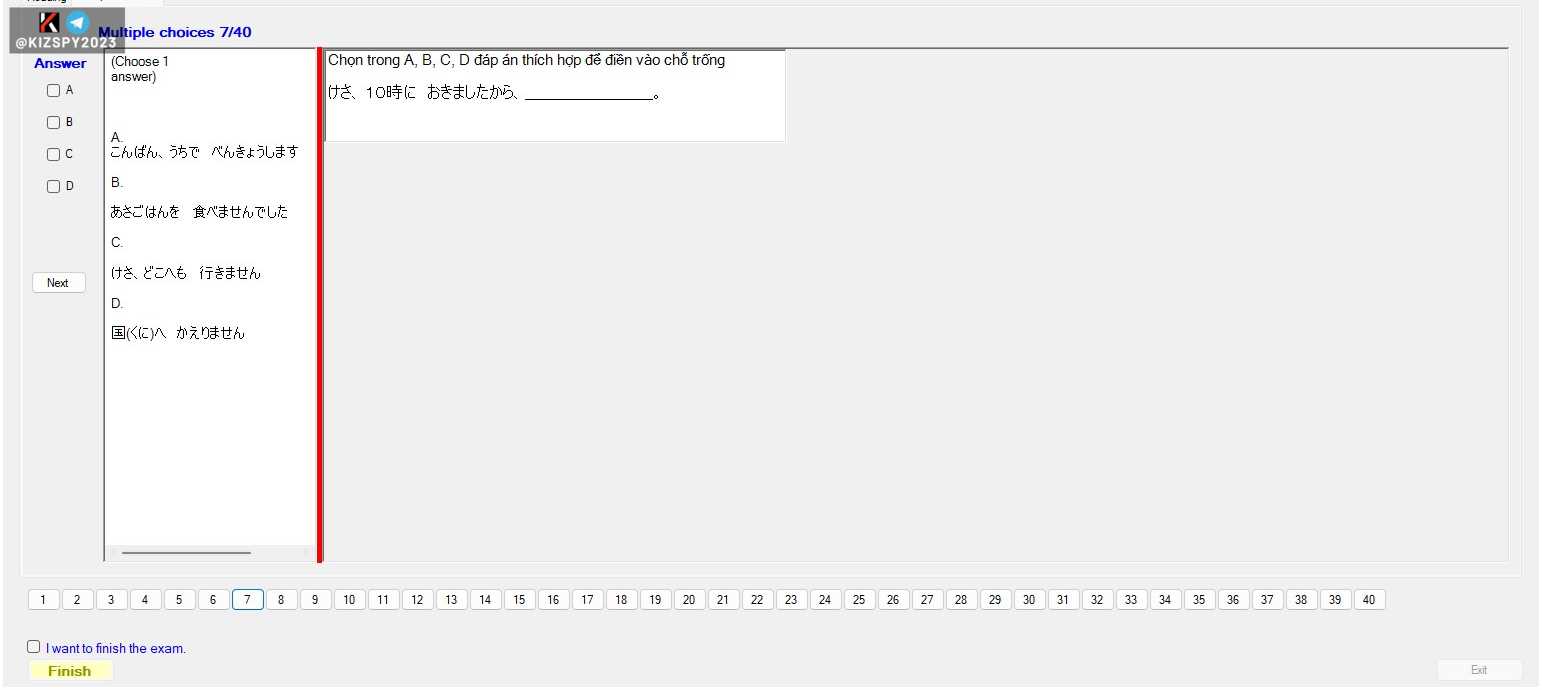 Multiple choices 7/40
@KIZSPY2023
Answer
A
B
C
D
Next
(Choose 1
answer)
A.
こんばん、うちで　べんきょうします
B.
あさごはんを　食べませんでした
C.
けさ、どこへも　行きません
D.
国(くに)へ　かえりません
Chọn trong A, B, C, D đáp án thích hợp để điền vào chỗ trống
けさ、１０時に　おきましたから、_________________。
1 2 3 4 5 6 7 8 9 10 11 12 13 14 15 16 17 18 19 20 21 22 23 24 25 26 27 28 29 30 31 32 33 34 35 36 37 38 39 40
I want to finish the exam.
Finish
Exit